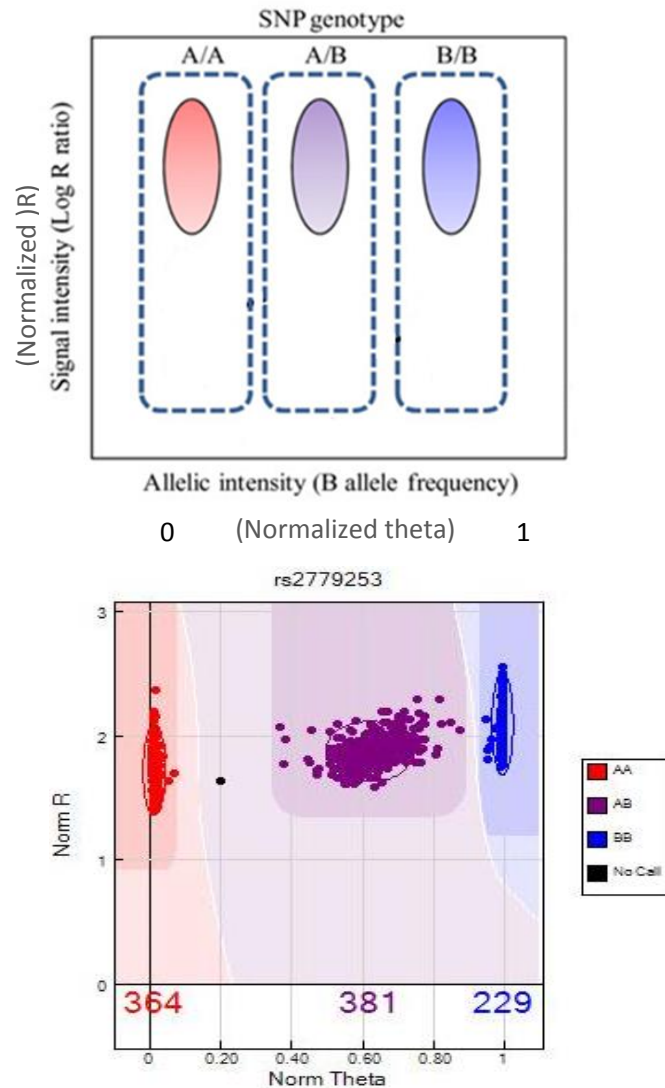 SNP genotype
A/A A/B B/B
(Normalized )R)
Signal intensity (Log R ratio)
Allelic intensity (B allele frequency)
0 (Normalized theta) 1
rs2779253
3
2
1
0
Norm R
364 381 229
0 0.20 0.40 0.60 0.80 1
Norm Theta
AA
AB
BB
No Call